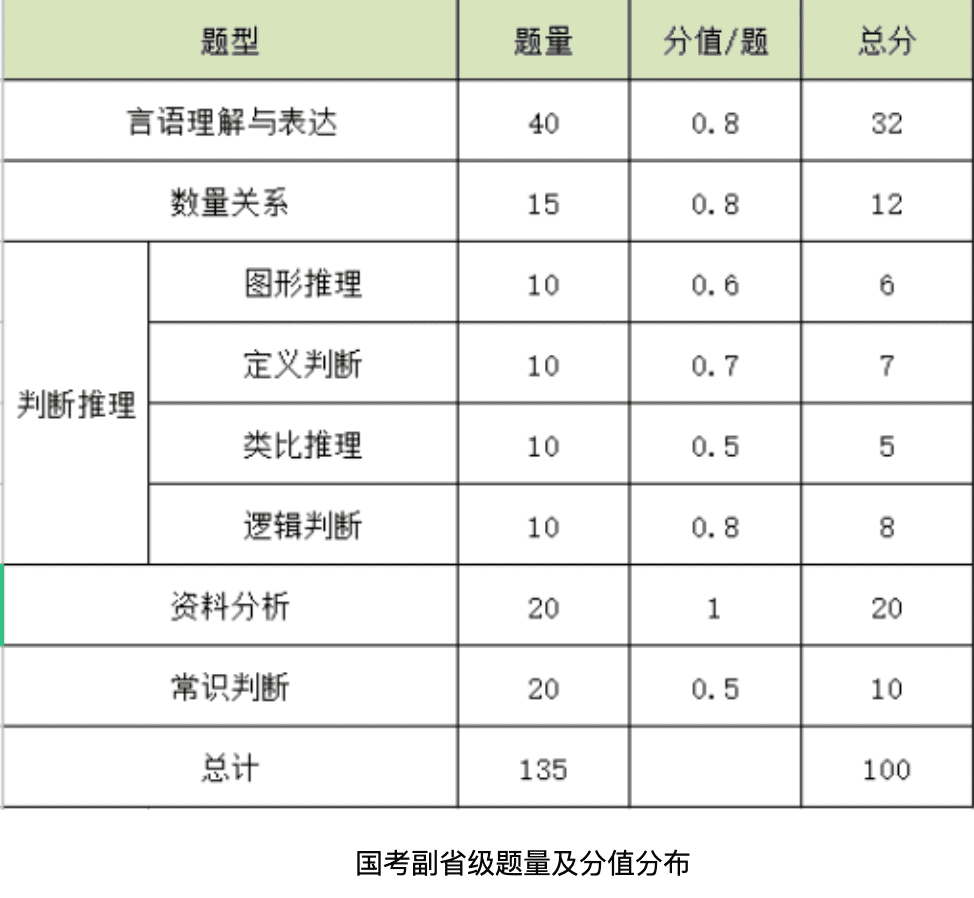 题型 题量 分值/题 总分
言语理解与表达 40 0.8 32
数量关系 15 0.8 12
判断推理 图形推理 10 0.6 6
定义判断 10 0.7 7
类比推理 10 0.5 5
逻辑判断 10 0.8 8
资料分析 20 1 20
常识判断 20 0.5 10
总计 135 100
国考副省级题量及分值分布